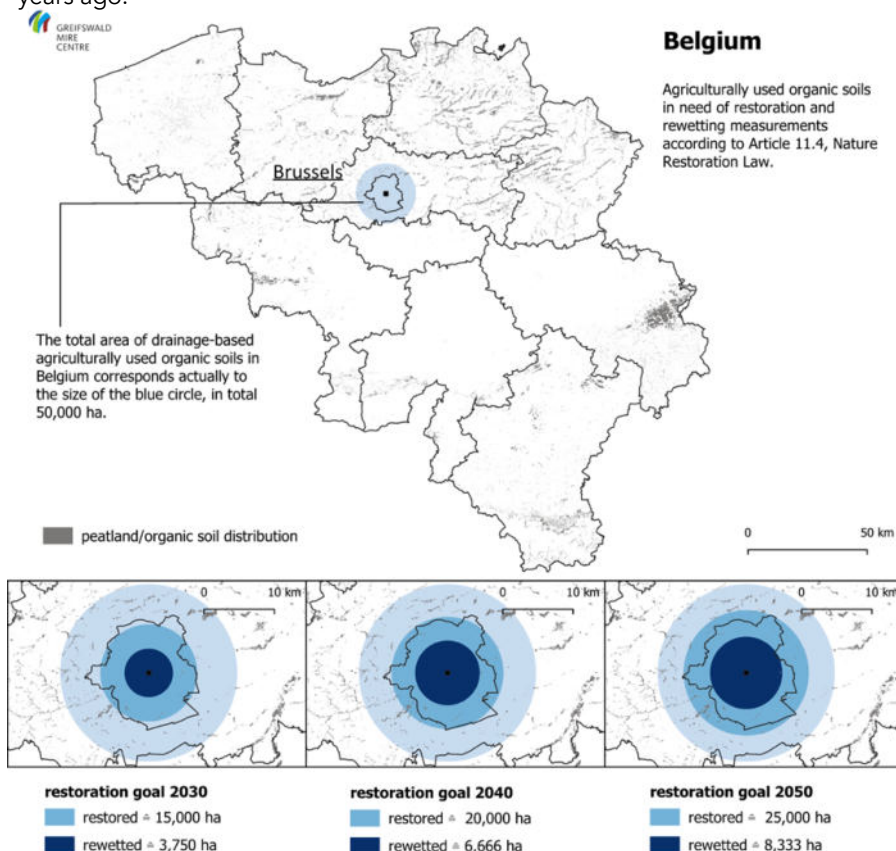 years ago.
GREIFSWALD
MIRE
CENTRE
Belgium
Agriculturally used organic soils
in need of restoration and
rewetting measurements
according to Article 11.4, Nature
Restoration Law.
Brussels
The total area of drainage-based
agriculturally used organic soils in
Belgium corresponds actually to
the size of the blue circle, in total
50,000 ha.
peatland/organic soil distribution
0 50 km
0 10 km
0 10 km
0 10 km
restoration goal 2030
restored ≙ 15,000 ha
rewetted ≙ 3,750 ha
restoration goal 2040
restored ≙ 20,000 ha
rewetted ≙ 6,666 ha
restoration goal 2050
restored ≙ 25,000 ha
rewetted ≙ 8,333 ha